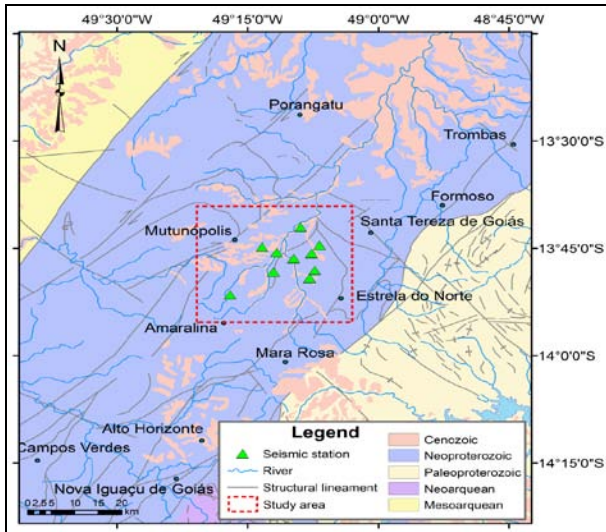 49°30'0"W 49°15'0"W 49°0'0"W 48°45'0"W
N
Porangatu
Trombas
13°30'0"S
Formoso
Santa Tereza de Goiás
Mutunópolis
13°45'0"S
Estrela do Norte
Amaralina
Mara Rosa
14°0'0"S
Alto Horizonte
Campos Verdes
14°15'0"S
Nova Iguaçu de Goiás
0 2,5 5 10 15 20
km
Legend
Seismic station
River
Structural lineament
Study area
Cenzoic
Neoproterozoic
Paleoproterozoic
Neoarquean
Mesoarquean